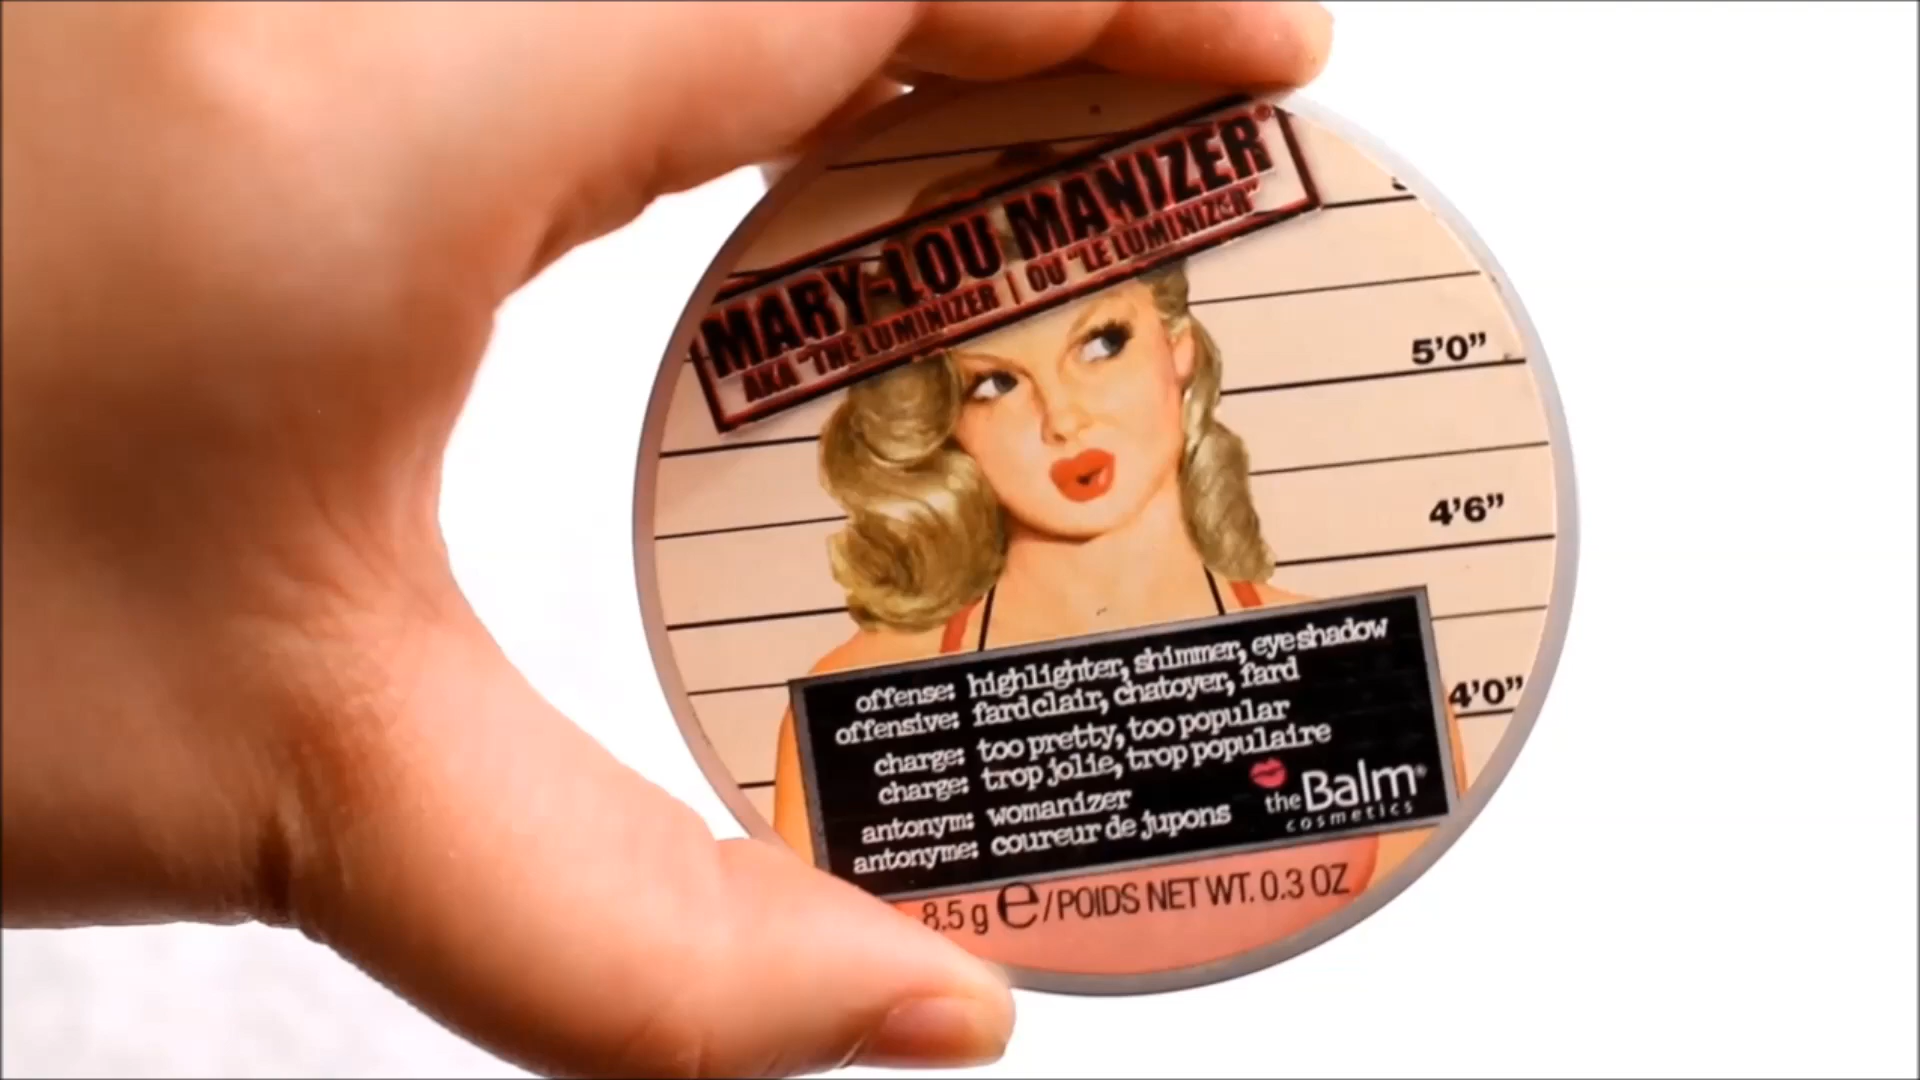 MARY-LOU MANIZER®
AKA "THE LUMINIZER | OU "LE LUMINIZER"
5'0”
4'6”
4'0”
offense: highlighter, shimmer, eyeshadow
offensive: fard clair, chatoyer, fard
charge: too pretty, too popular
charge: trop jolie, trop populaire
antonym: womanizer
antonyme: coureur de jupons
theBalm®
cosmetics
8.5 g e/POIDS NET WT. 0.3 OZ